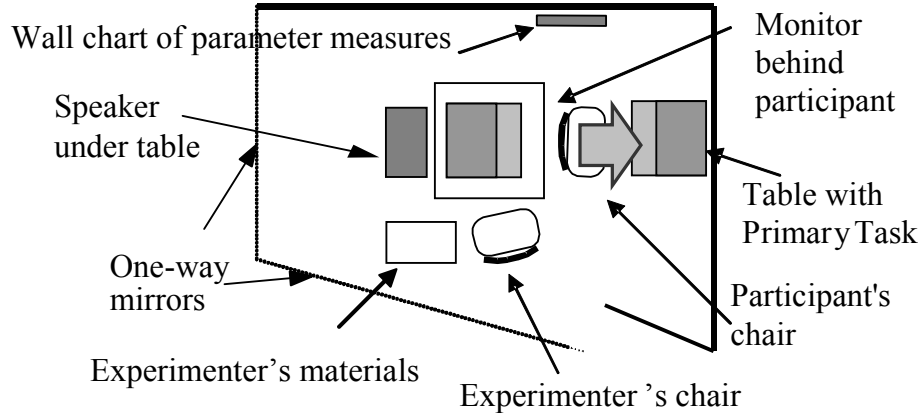 Wall chart of parameter measures
Monitor
behind
participant
Speaker
under table
Table with
Primary Task
One-way
mirrors
Participant's
chair
Experimenter’s materials
Experimenter ’s chair